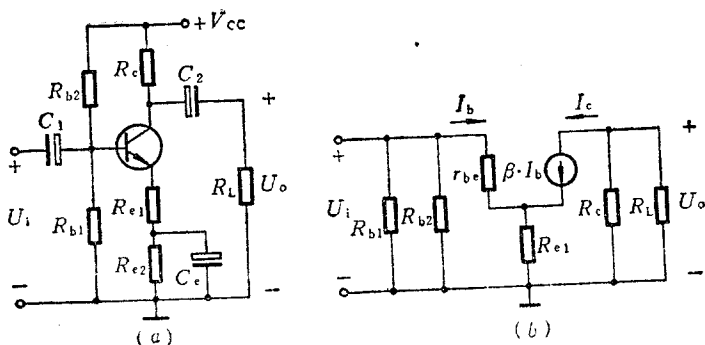 +Vcc
Rc
C2
Rb2
C1
+
+
Ui
Rb1
Re1
Re2
Ce
RL
Uo
−
−
(a)
Ib
Ic
+
+
Ui
Rb1
Rb2
rbe
β·Ib
Re1
Rc
RL
Uo
−
−
(b)